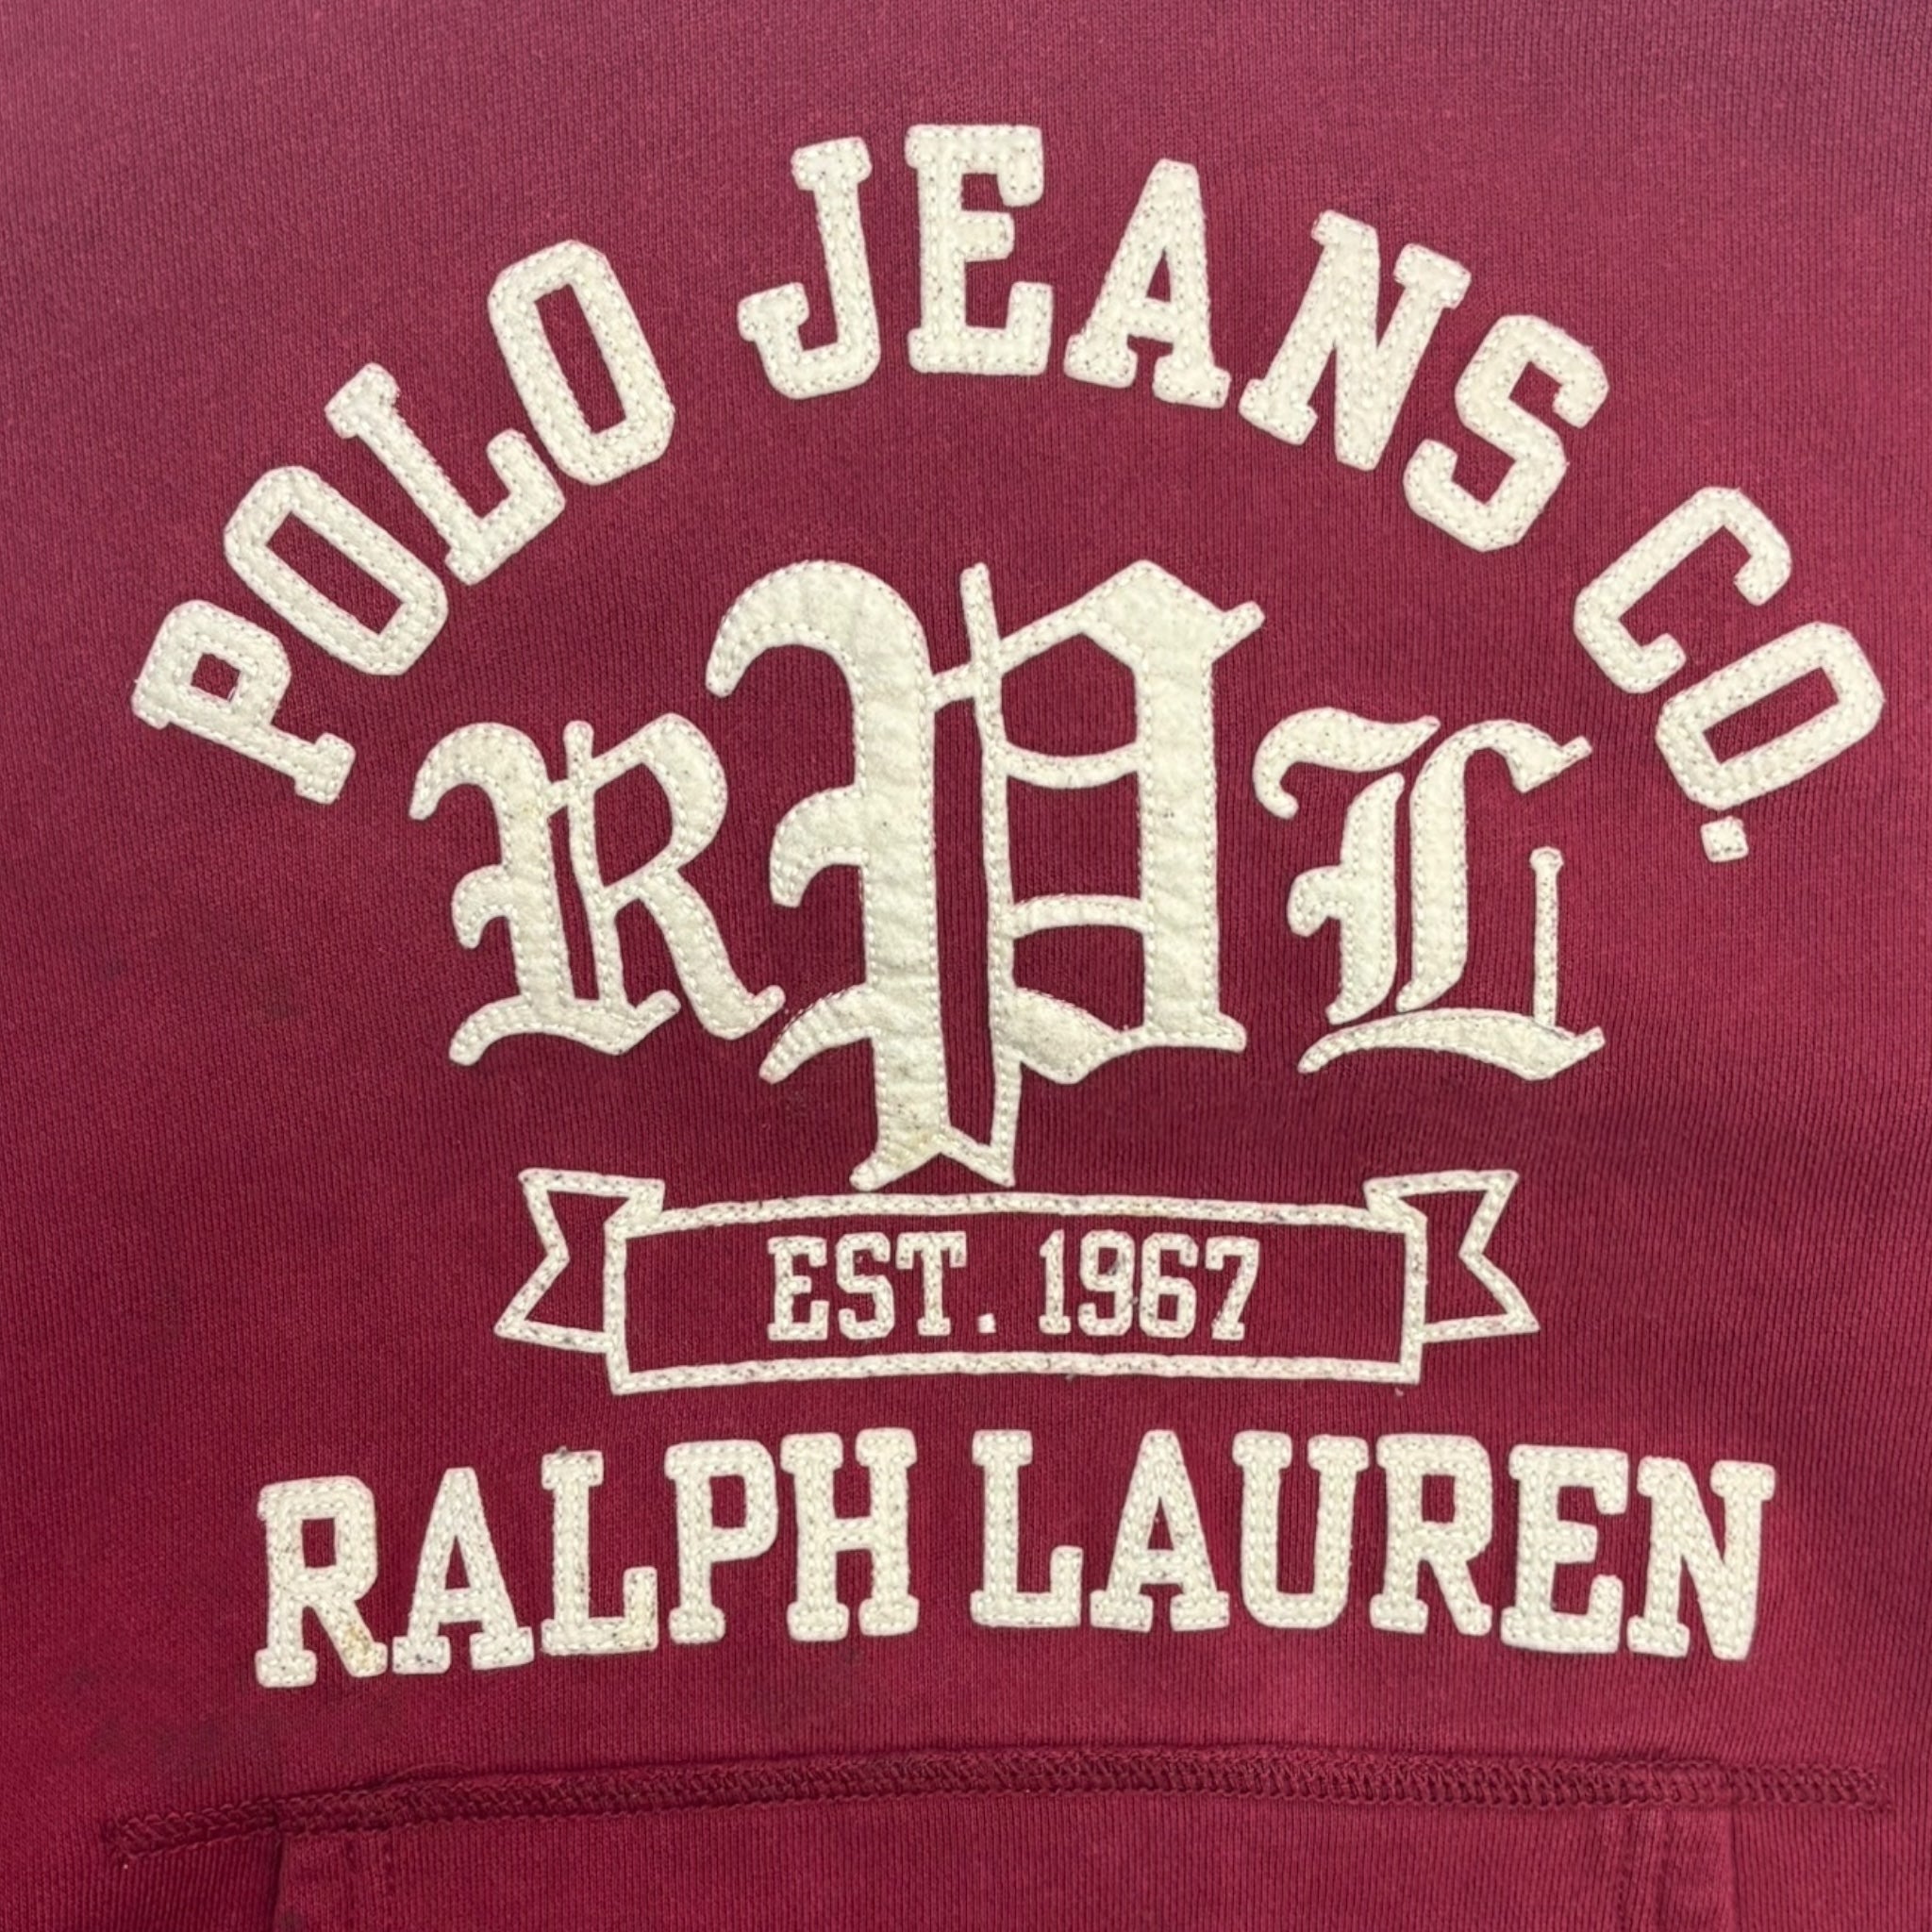 POLO JEANS CO.
RPL
EST. 1967
RALPH LAUREN